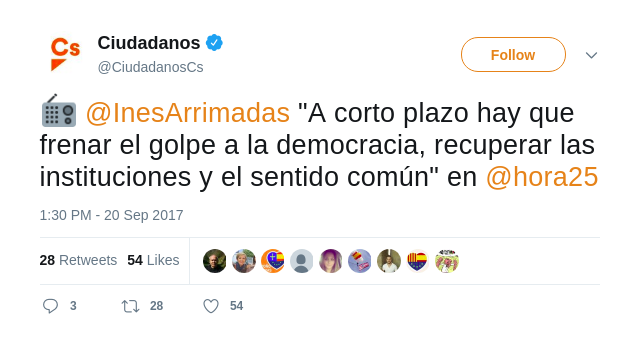 Cs
Ciudadanos
@CiudadanosCs
Follow
@InesArrimadas "A corto plazo hay que
frenar el golpe a la democracia, recuperar las
instituciones y el sentido común" en @hora25
1:30 PM - 20 Sep 2017
28 Retweets 54 Likes
3 28 54